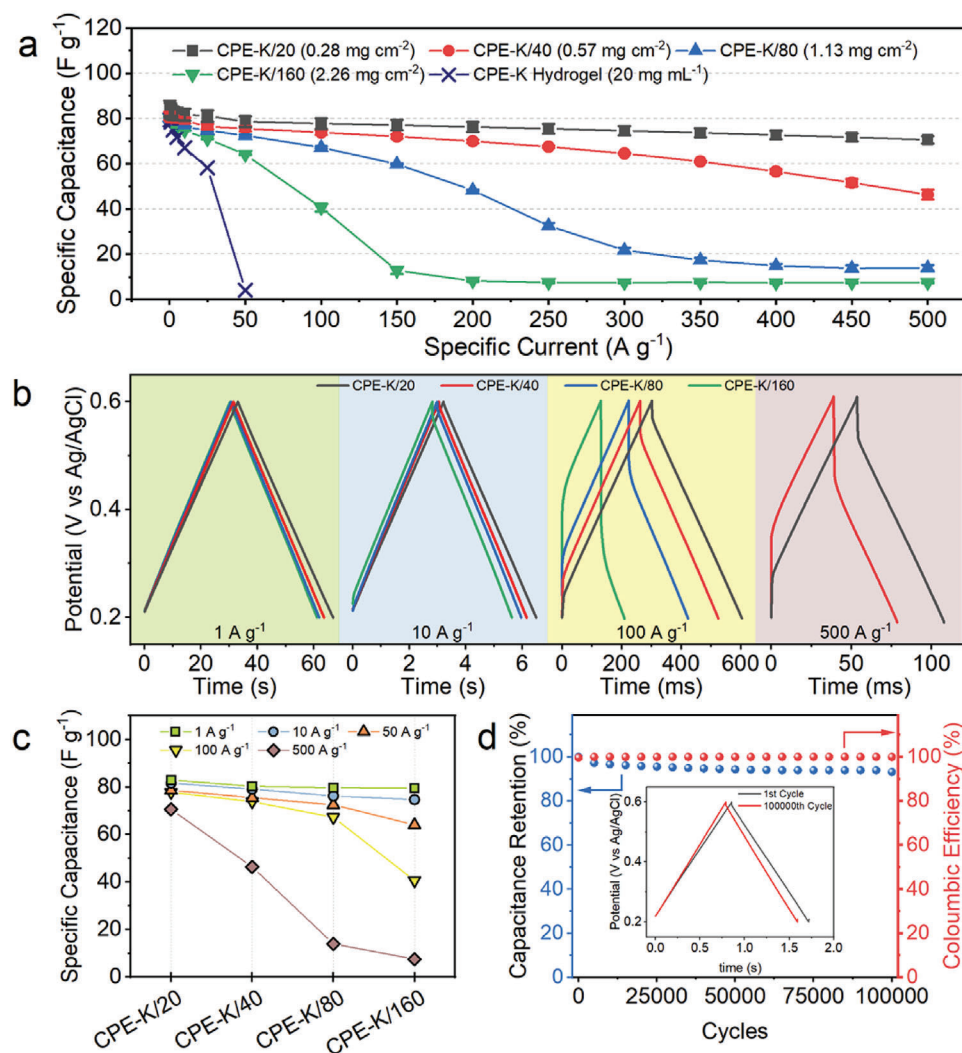 a
CPE-K/20 (0.28 mg cm⁻²) CPE-K/40 (0.57 mg cm⁻²) CPE-K/80 (1.13 mg cm⁻²)
CPE-K/160 (2.26 mg cm⁻²) CPE-K Hydrogel (20 mg mL⁻¹)
Specific Capacitance (F g⁻¹)
120
100
80
60
40
20
0
0 50 100 150 200 250 300 350 400 450 500
Specific Current (A g⁻¹)
b
CPE-K/20 CPE-K/40 CPE-K/80 CPE-K/160
Potential (V vs Ag/AgCl)
0.6
0.4
0.2
1 A g⁻¹ 10 A g⁻¹ 100 A g⁻¹ 500 A g⁻¹
0 20 40 60 0 2 4 6 0 200 400 600 0 50 100
Time (s) Time (s) Time (ms) Time (ms)
c
1 A g⁻¹ 10 A g⁻¹ 50 A g⁻¹
100 A g⁻¹ 500 A g⁻¹
Specific Capacitance (F g⁻¹)
100
80
60
40
20
0
CPE-K/20 CPE-K/40 CPE-K/80 CPE-K/160
d
Capacitance Retention (%)
100
80
60
40
20
0
Coloumbic Efficiency (%)
100
80
60
40
20
0
1st Cycle
100000th Cycle
Potential (V vs Ag/AgCl)
0.6
0.4
0.2
0.0 0.5 1.0 1.5 2.0
time (s)
0 25000 50000 75000 100000
Cycles